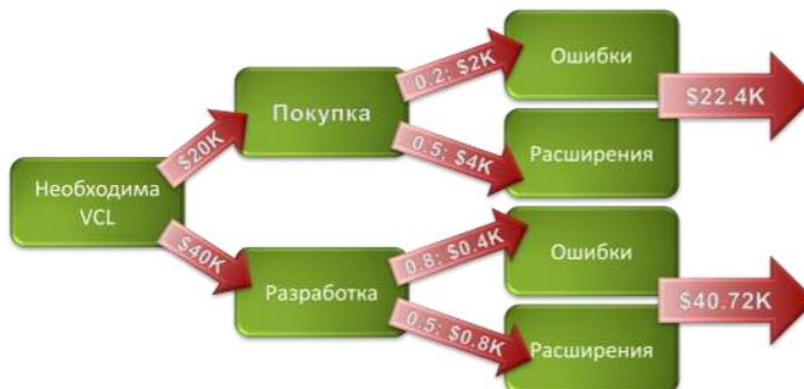 Необходима
VCL
$20K
Покупка
0.2; $2K
Ошибки
0.5; $4K
Расширения
$22.4K
$40K
Разработка
0.8; $0.4K
Ошибки
0.5; $0.8K
Расширения
$40.72K